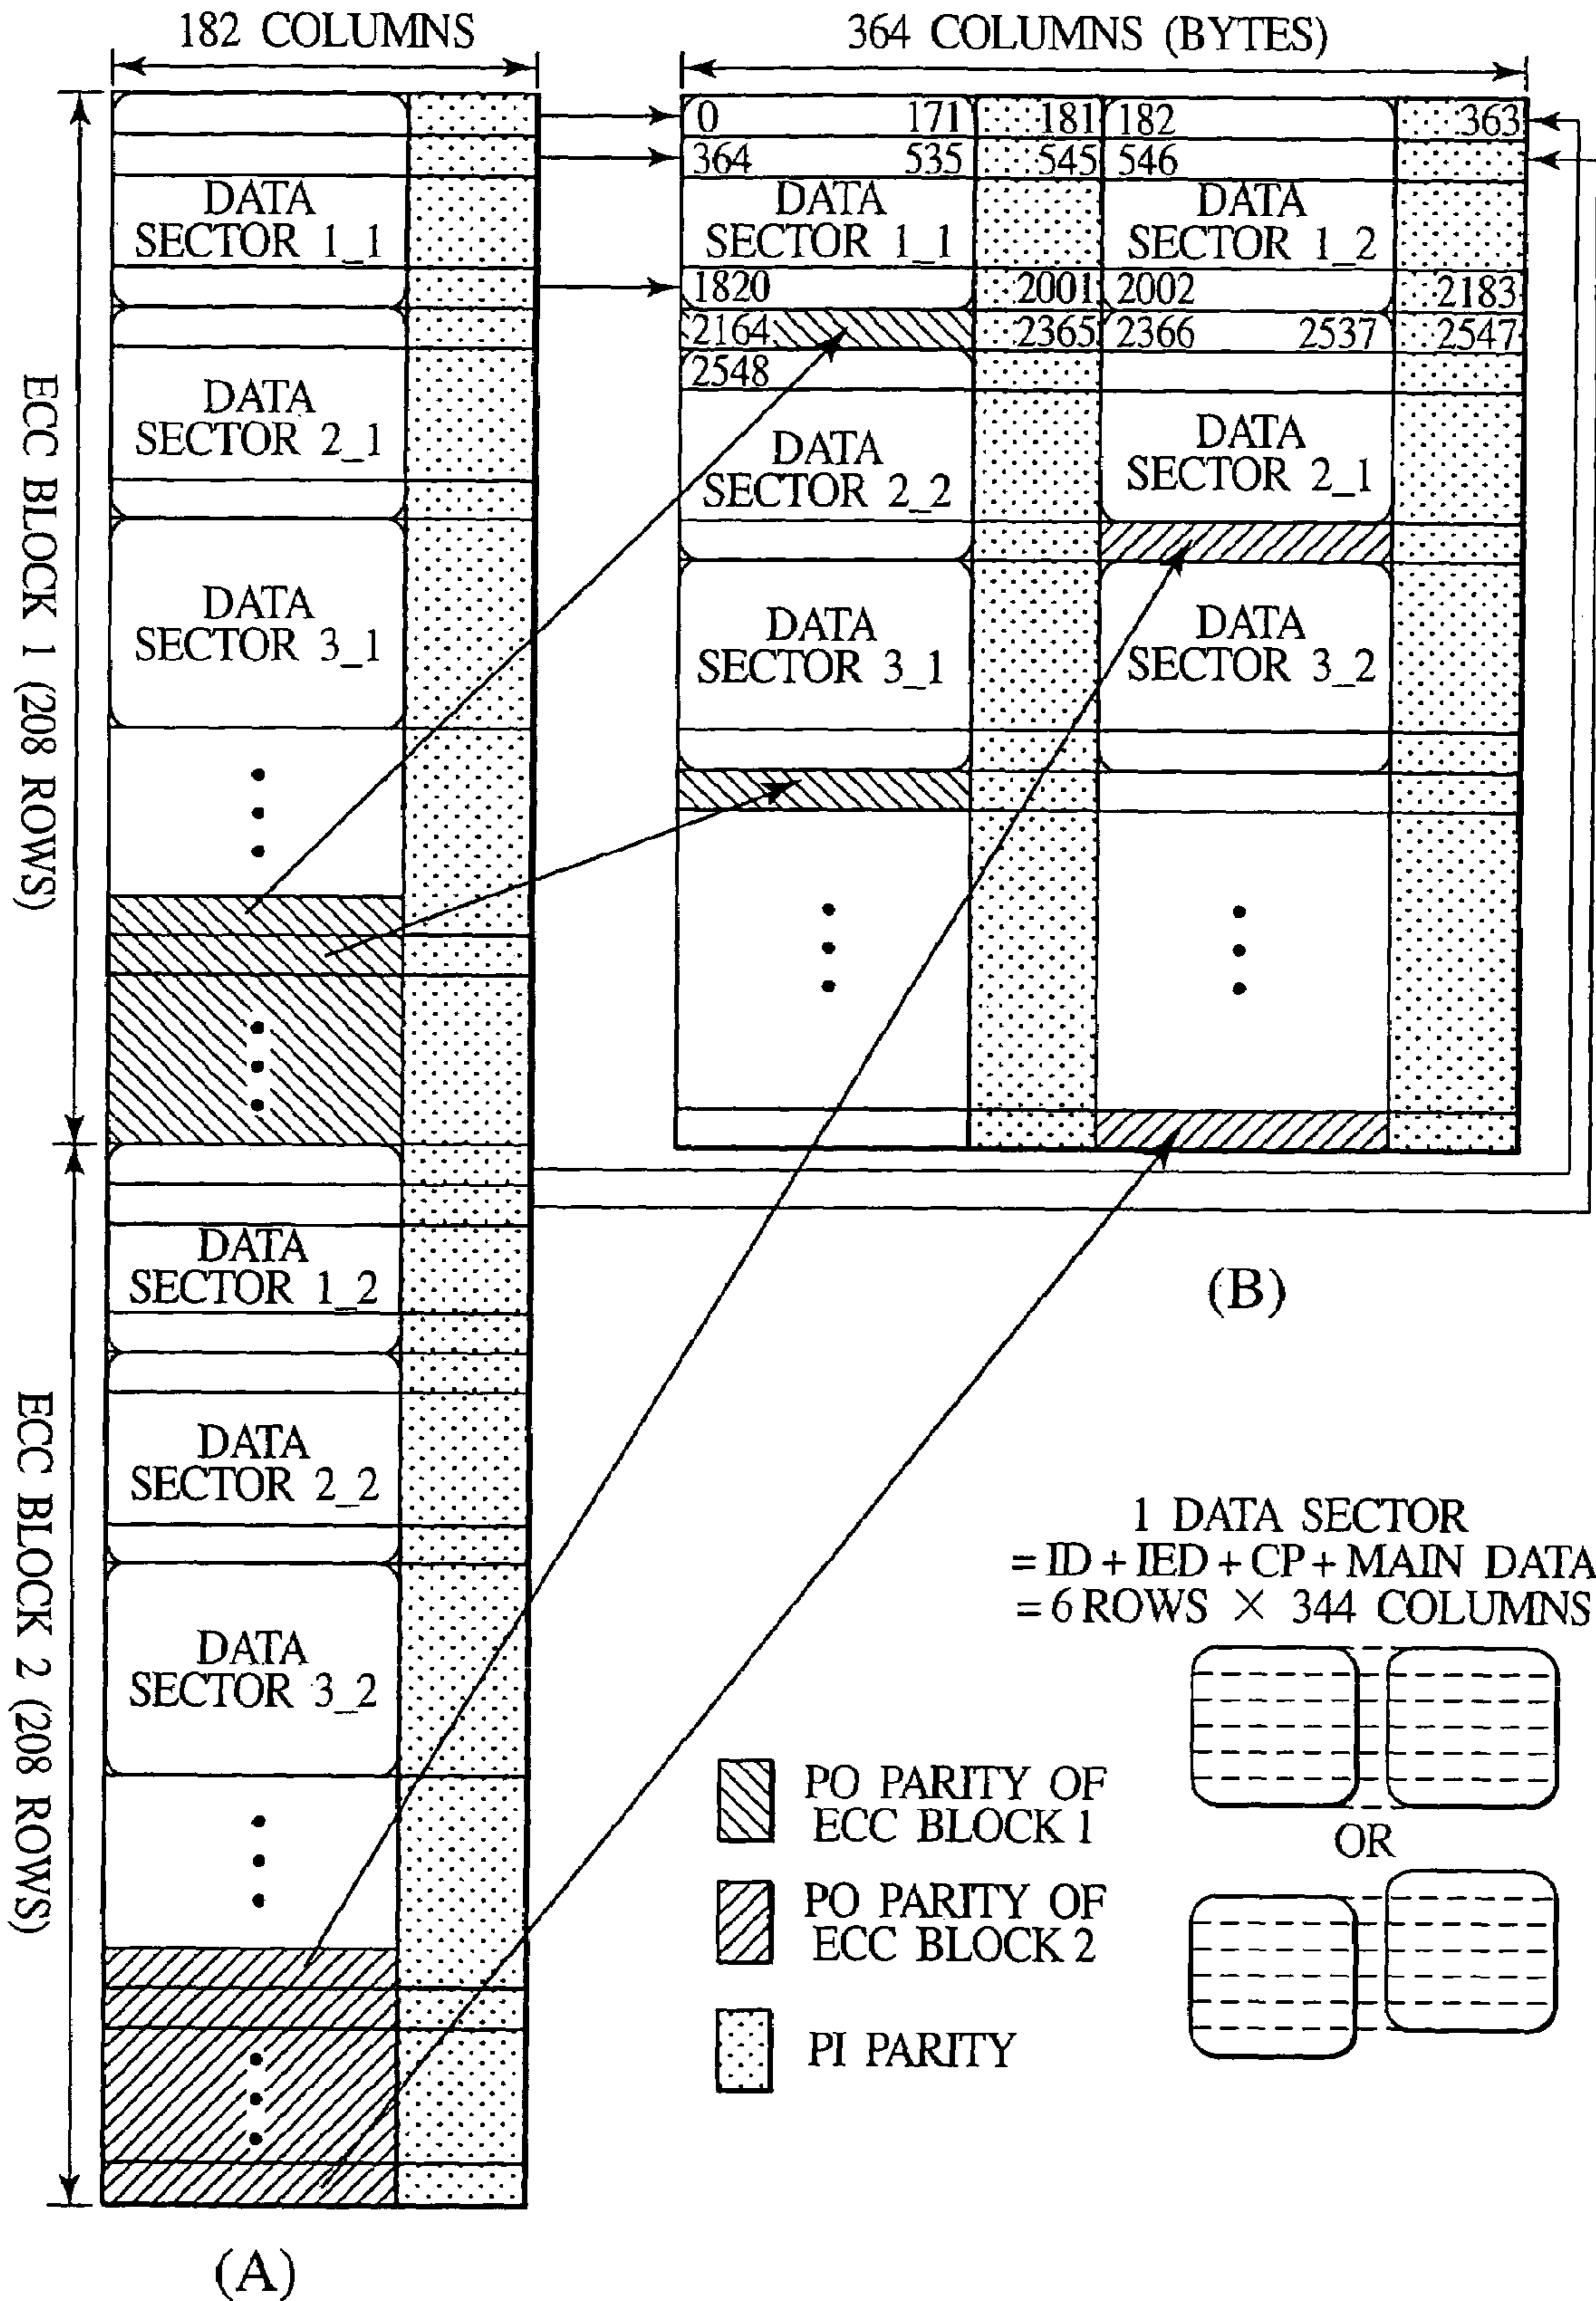 182 COLUMNS
364 COLUMNS (BYTES)
ECC BLOCK 1 (208 ROWS)
DATA
SECTOR 1_1
DATA
SECTOR 2_1
DATA
SECTOR 3_1
ECC BLOCK 2 (208 ROWS)
DATA
SECTOR 1_2
DATA
SECTOR 2_2
DATA
SECTOR 3_2
(A)
0 171 181 182 363
364 535 545 546
DATA
SECTOR 1_1
DATA
SECTOR 1_2
1820 2001 2002 2183
2164 2365 2366 2537 2547
2548
DATA
SECTOR 2_2
DATA
SECTOR 2_1
DATA
SECTOR 3_1
DATA
SECTOR 3_2
(B)
1 DATA SECTOR
= ID + IED + CP + MAIN DATA
= 6 ROWS × 344 COLUMNS
OR
PO PARITY OF
ECC BLOCK 1
PO PARITY OF
ECC BLOCK 2
PI PARITY